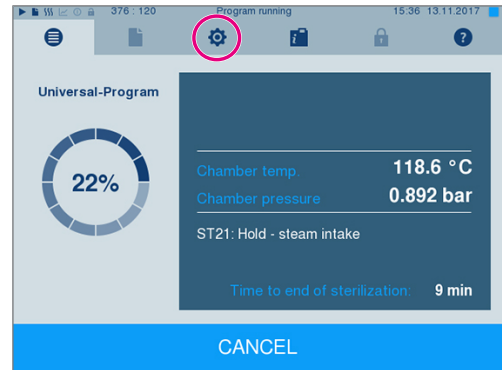 376 : 120 Program running 15:36 13.11.2017
Universal-Program
22%
Chamber temp. 118.6 °C
Chamber pressure 0.892 bar
ST21: Hold - steam intake
Time to end of sterilization: 9 min
CANCEL